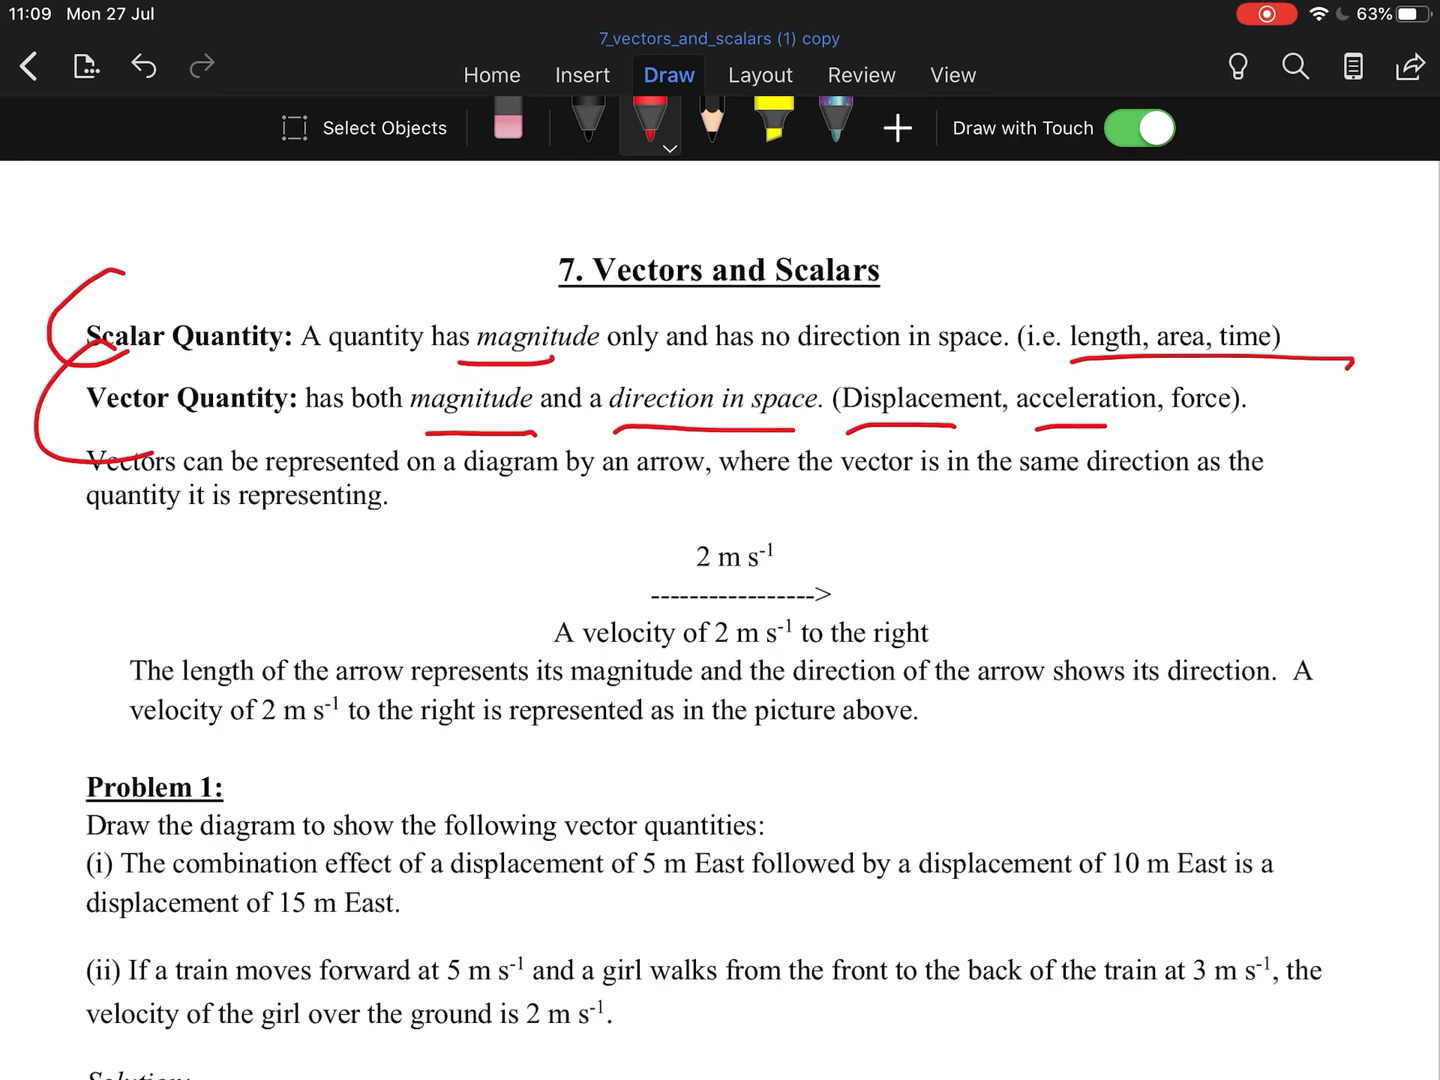 11:09 Mon 27 Jul
63%
7_vectors_and_scalars (1) copy
Home Insert Draw Layout Review View
Select Objects
Draw with Touch
7. Vectors and Scalars
Scalar Quantity: A quantity has magnitude only and has no direction in space. (i.e. length, area, time)
Vector Quantity: has both magnitude and a direction in space. (Displacement, acceleration, force).
Vectors can be represented on a diagram by an arrow, where the vector is in the same direction as the
quantity it is representing.
2 m s⁻¹
----------------->
A velocity of 2 m s⁻¹ to the right
The length of the arrow represents its magnitude and the direction of the arrow shows its direction. A
velocity of 2 m s⁻¹ to the right is represented as in the picture above.
Problem 1:
Draw the diagram to show the following vector quantities:
(i) The combination effect of a displacement of 5 m East followed by a displacement of 10 m East is a
displacement of 15 m East.
(ii) If a train moves forward at 5 m s⁻¹ and a girl walks from the front to the back of the train at 3 m s⁻¹, the
velocity of the girl over the ground is 2 m s⁻¹.